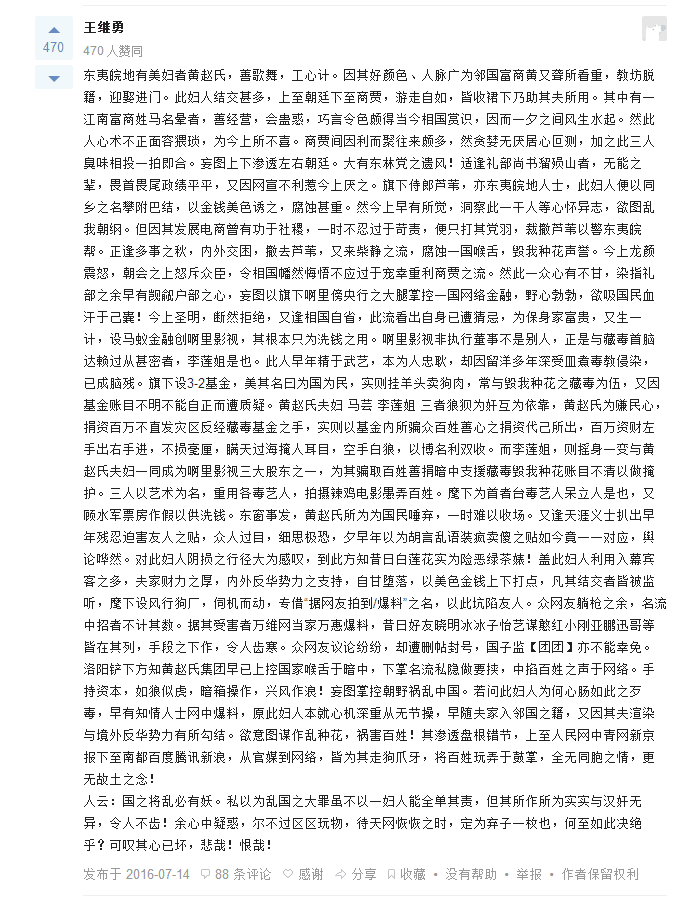 王继勇
470
470 人赞同
东夷皖地有美妇者黄赵氏，善歌舞，工心计。因其好颜色、人脉广为邻国富商黄又聋所看重，教坊脱
籍，迎娶进门。此妇人结交甚多，上至朝廷下至商贾，游走自如，皆收裙下乃助其夫所用。其中有一
江南富商姓马名晕者，善经营，会蛊惑，巧言令色颇得当今相国赏识，因而一夕之间风生水起。然此
人心术不正面容猥琐，为今上所不喜。商贾间因利而聚往来颇多，然贪婪无厌居心叵测，加之此三人
臭味相投一拍即合。妄图上下渗透左右朝廷。大有东林党之遗风！适逢礼部尚书溜殒山者，无能之
辈，畏首畏尾政绩平平，又因网宣不利惹今上厌之。旗下侍郎芦苇，亦东夷皖地人士，此妇人便以同
乡之名攀附巴结，以金钱美色诱之，腐蚀甚重。然今上早有所觉，洞察此一干人等心怀异志，欲图乱
我朝纲。但因其发展电商曾有功于社稷，一时不忍过于苛责，便只打其党羽，裁撤芦苇以警东夷皖
帮。正逢多事之秋，内外交困，撤去芦苇，又来柴静之流，腐蚀一国喉舌，毁我种花声誉。今上龙颜
震怒，朝会之上怒斥众臣，令相国幡然悔悟不应过于宠幸重利商贾之流。然此一众心有不甘，染指礼
部之余早有觊觎户部之心，妄图以旗下啊里傍央行之大腿掌控一国网络金融，野心勃勃，欲吸国民血
汗于己囊！今上圣明，断然拒绝，又逢相国自省，此流看出自身已遭猜忌，为保身家富贵，又生一
计，设马蚁金融创啊里影视，其根本只为洗钱之用。啊里影视非执行董事不是别人，正是与藏毒首脑
达赖过从甚密者，李莲姐是也。此人早年精于武艺，本为人忠耿，却因留洋多年深受皿煮毒教侵染，
已成脑残。旗下设3-2基金，美其名曰为国为民，实则挂羊头卖狗肉，常与毁我种花之藏毒为伍，又因
基金账目不明不能自正而遭质疑。黄赵氏夫妇 马芸 李莲姐 三者狼狈为奸互为依靠，黄赵氏为赚民心，
捐资百万不直发灾区反经藏毒基金之手，实则以基金内所骗众百姓善心之捐资代己所出，百万资财左
手出右手进，不损毫厘，瞒天过海掩人耳目，空手白狼，以博名利双收。而李莲姐，则摇身一变与黄
赵氏夫妇一同成为啊里影视三大股东之一，为其骗取百姓善捐暗中支援藏毒毁我种花账目不清以做掩
护。三人以艺术为名，重用各毒艺人，拍摄铼鸡电影愚弄百姓。麾下为首者台毒艺人呆立人是也，又
顾水军票房作假以供洗钱。东窗事发，黄赵氏所为为国民唾弃，一时难以收场。又逢天涯义士扒出早
年残忍迫害友人之贴，众人过目，细思极恐，夕早年以为胡言乱语装疯卖傻之贴如今竟一一对应，舆
论哗然。对此妇人阴损之行径大为感叹，到此方知昔日白莲花实为险恶绿茶婊！盖此妇人利用入幕宾
客之多，夫家财力之厚，内外反华势力之支持，自甘堕落，以美色金钱上下打点，凡其结交者皆被监
听，麾下设风行狗厂，伺机而动，专借“据网友拍到/爆料”之名，以此坑陷友人。众网友躺枪之余，名流
中招者不计其数。据其受害者万维网当家万惠爆料，昔日好友晓明冰冰子怡艺谋憨红小刚亚鹏迅哥等
皆在其列，手段之下作，令人齿寒。众网友议论纷纷，却遭删帖封号，国子监【团团】亦不能幸免。
洛阳铲下方知黄赵氏集团早已上控国家喉舌于暗中，下掌名流私隐做要挟，中掐百姓之声于网络。手
持资本，如狼似虎，暗箱操作，兴风作浪！妄图掌控朝野祸乱中国。若问此妇人为何心肠如此之歹
毒，早有知情人士网中爆料，原此妇人本就心机深重从无节操，早随夫家入邻国之籍，又因其夫渲染
与境外反华势力有所勾结。欲意图谋作乱种花，祸害百姓！其渗透盘根错节，上至人民网中青网新京
报下至南都百度腾讯新浪，从官媒到网络，皆为其走狗爪牙，将百姓玩弄于鼓掌，全无同胞之情，更
无故土之念！
人云：国之将乱必有妖。私以为乱国之大罪虽不以一妇人能全单其责，但其所作所为实实与汉奸无
异，令人不齿！余心中疑惑，尔不过区区玩物，待天网恢恢之时，定为弃子一枚也，何至如此决绝
乎？可叹其心已坏，悲哉！恨哉！
发布于 2016-07-14 88 条评论 感谢 分享 收藏 • 没有帮助 • 举报 • 作者保留权利